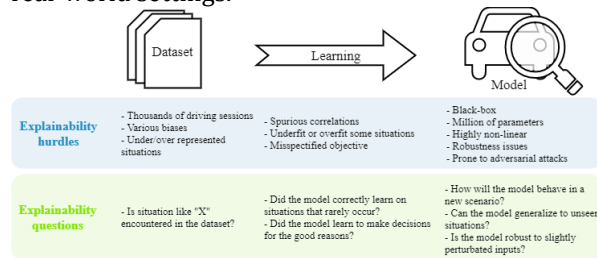 real-world settings.
Dataset
Learning
Model
Explainability
hurdles
- Thousands of driving sessions
- Various biases
- Under/over represented
situations
- Spurious correlations
- Underfit or overfit some situations
- Misspectified objective
- Black-box
- Million of parameters
- Highly non-linear
- Robustness issues
- Prone to adversarial attacks
Explainability
questions
- Is situation like "X"
encountered in the dataset?
- Did the model correctly learn on
situations that rarely occur?
- Did the model learn to make decisions
for the good reasons?
- How will the model behave in a
new scenario?
- Can the model generalize to unseen
situations?
- Is the model robust to slightly
perturbated inputs?